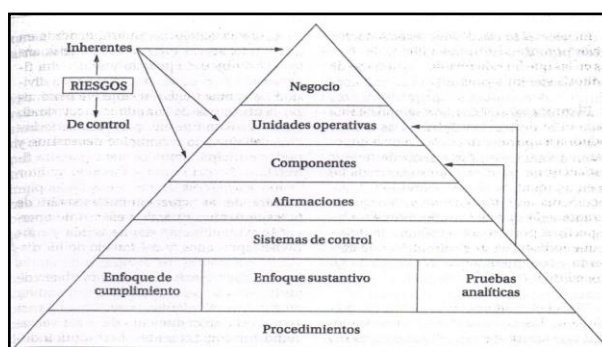 Inherentes
RIESGOS
De control
Negocio
Unidades operativas
Componentes
Afirmaciones
Sistemas de control
Enfoque de
cumplimiento
Enfoque sustantivo
Pruebas
analíticas
Procedimientos